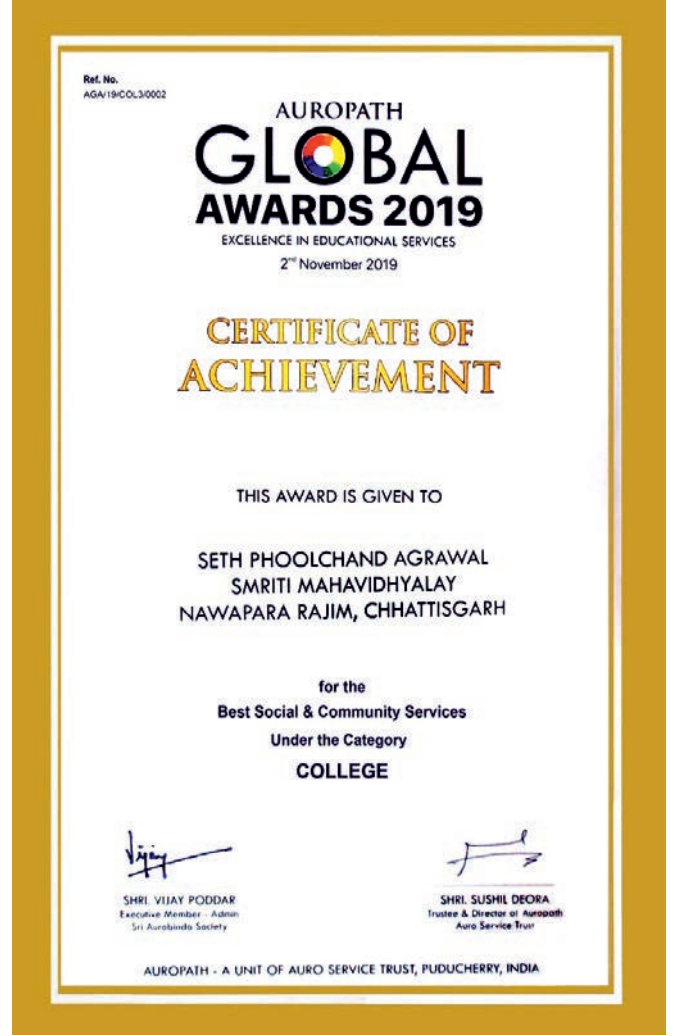 Ref. No.
AGA/19/COL3/0002
AUROPATH
GLOBAL
AWARDS 2019
EXCELLENCE IN EDUCATIONAL SERVICES
2nd November 2019
CERTIFICATE OF
ACHIEVEMENT
THIS AWARD IS GIVEN TO
SETH PHOOLCHAND AGRAWAL
SMRITI MAHAVIDHYALAY
NAWAPARA RAJIM, CHHATTISGARH
for the
Best Social & Community Services
Under the Category
COLLEGE
Vijay
SHRI. VIJAY PODDAR
Executive Member - Admin
Sri Aurobindo Society
SHRI. SUSHIL DEORA
Trustee & Director of Auropath
Auro Service Trust
AUROPATH - A UNIT OF AURO SERVICE TRUST, PUDUCHERRY, INDIA